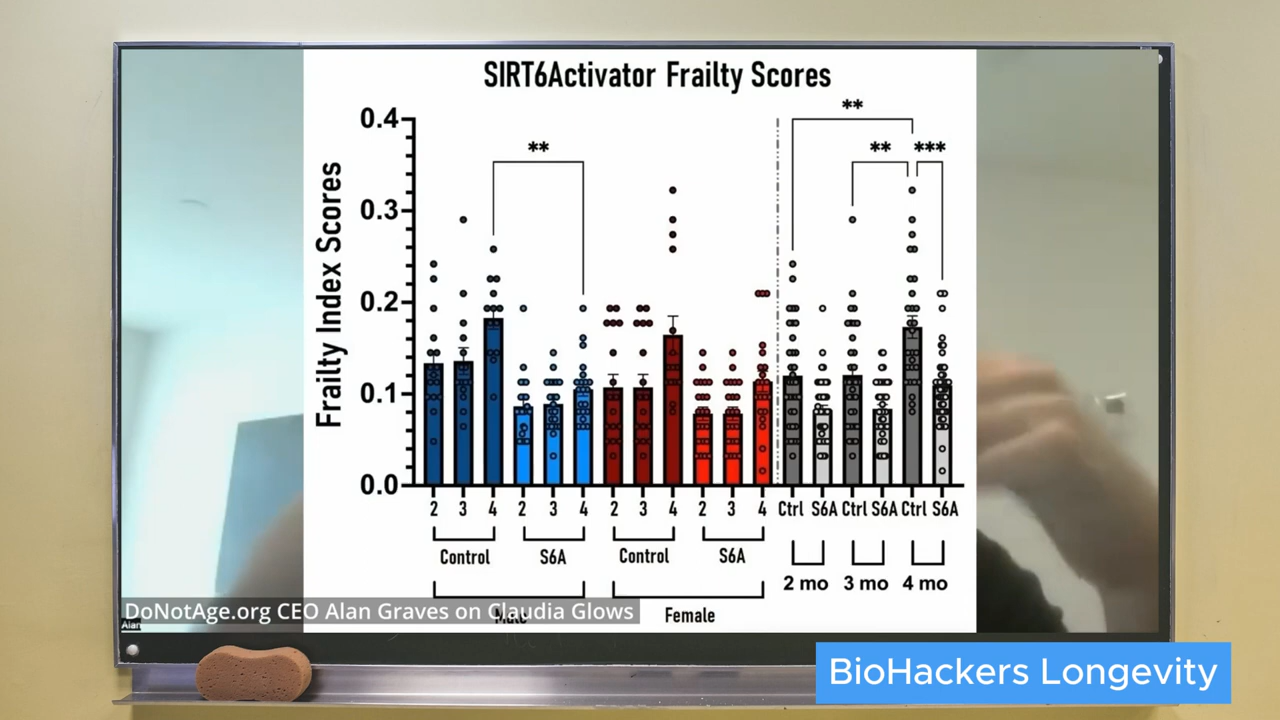 SIRT6Activator Frailty Scores
Frailty Index Scores
0.4
0.3
0.2
0.1
0.0
**
**
**
***
2 3 4 2 3 4 2 3 4 2 3 4 Ctrl S6A Ctrl S6A Ctrl S6A
Control S6A Control S6A
2 mo 3 mo 4 mo
Male Female
DoNotAge.org CEO Alan Graves on Claudia Glows
Alan
BioHackers Longevity